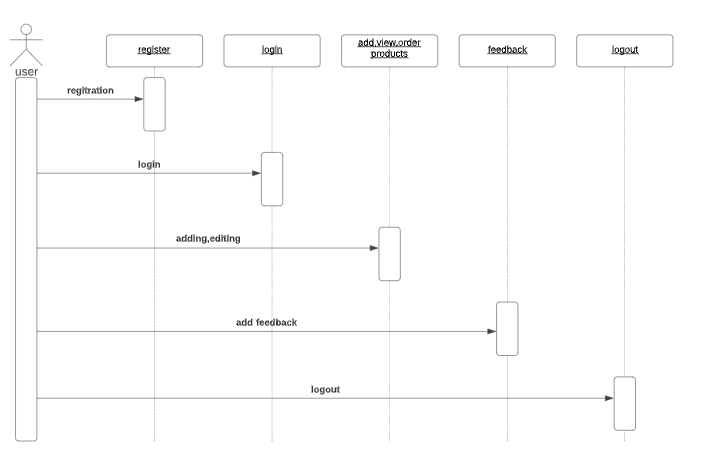 register
login
add,view,order
products
feedback
logout
user
regitration
login
adding,editing
add feedback
logout